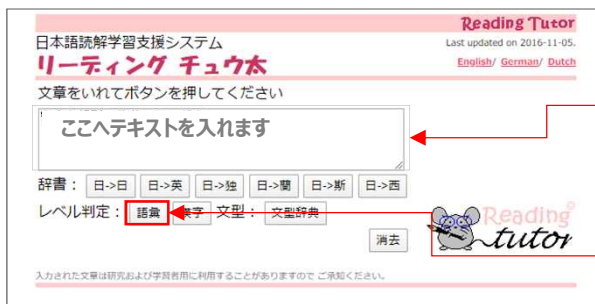 Reading Tutor
日本語読解学習支援システム
Last updated on 2016-11-05.
リーディング チュウ太
English/ German/ Dutch
文章をいれてボタンを押してください
ここへテキストを入れます
辞書： 日->日 日->英 日->独 日->蘭 日->斯 日->西
レベル判定： 語彙 漢字 文型： 文型辞典
Reading
tutor
消去
入力された文章は研究および学習者用に利用することがありますので ご承知ください。